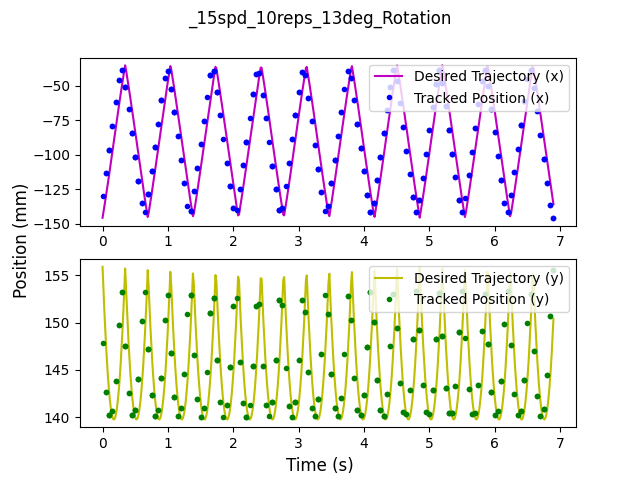 _15spd_10reps_13deg_Rotation
Desired Trajectory (x)
Tracked Position (x)
−50
−75
−100
−125
−150
0 1 2 3 4 5 6 7
Position (mm)
Desired Trajectory (y)
Tracked Position (y)
155
150
145
140
0 1 2 3 4 5 6 7
Time (s)